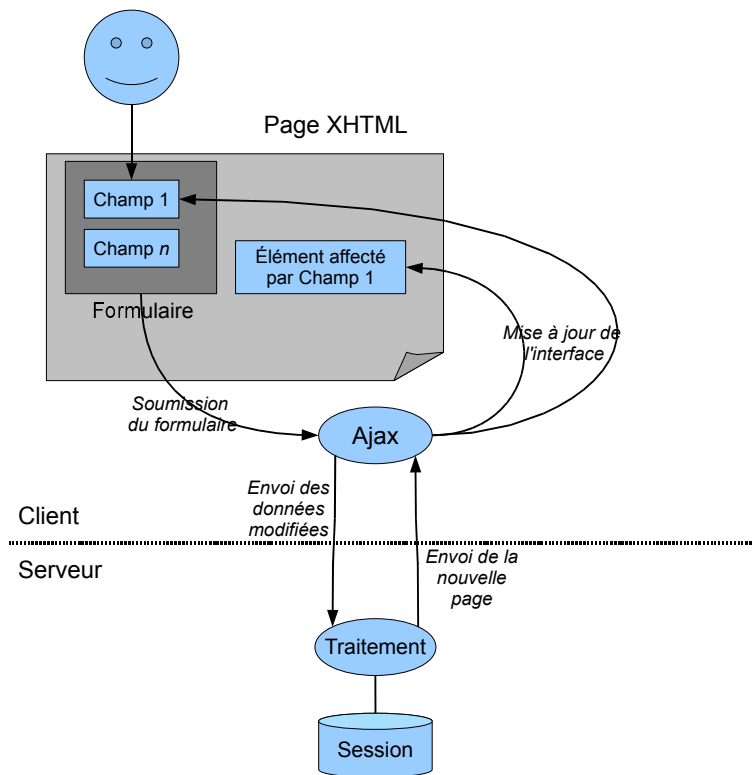 Page XHTML
Champ 1
Champ n
Élément affecté
par Champ 1
Formulaire
Mise à jour de
l'interface
Soumission
du formulaire
Ajax
Envoi des
données
modifiées
Client
Serveur
Envoi de la
nouvelle
page
Traitement
Session